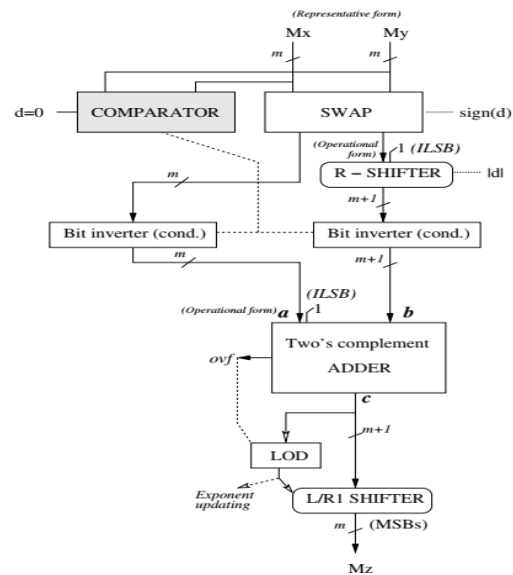 (Representative form)
Mx My
m m
d=0 COMPARATOR SWAP sign(d)
(Operational form) 1 (ILSB)
R – SHIFTER |d|
m m+1
Bit inverter (cond.) Bit inverter (cond.)
m m+1
(ILSB)
(Operational form) a 1 b
Two's complement
ADDER
ovf
c
m+1
LOD
Exponent
updating
L/R1 SHIFTER
m (MSBs)
Mz